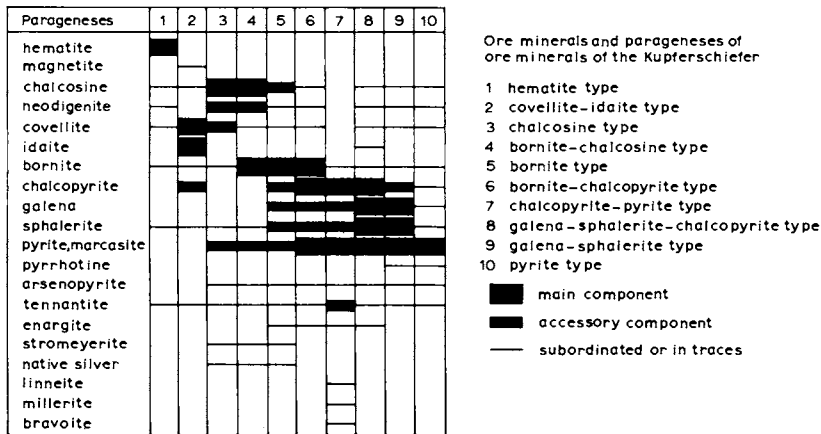 Parageneses 1 2 3 4 5 6 7 8 9 10
hematite
magnetite
chalcosine
neodigenite
covellite
idaite
bornite
chalcopyrite
galena
sphalerite
pyrite,marcasite
pyrrhotine
arsenopyrite
tennantite
enargite
stromeyerite
native silver
linneite
millerite
bravoite
Ore minerals and parageneses of
ore minerals of the Kupferschiefer
1 hematite type
2 covellite-idaite type
3 chalcosine type
4 bornite-chalcosine type
5 bornite type
6 bornite-chalcopyrite type
7 chalcopyrite-pyrite type
8 galena-sphalerite-chalcopyrite type
9 galena-sphalerite type
10 pyrite type
main component
accessory component
subordinated or in traces